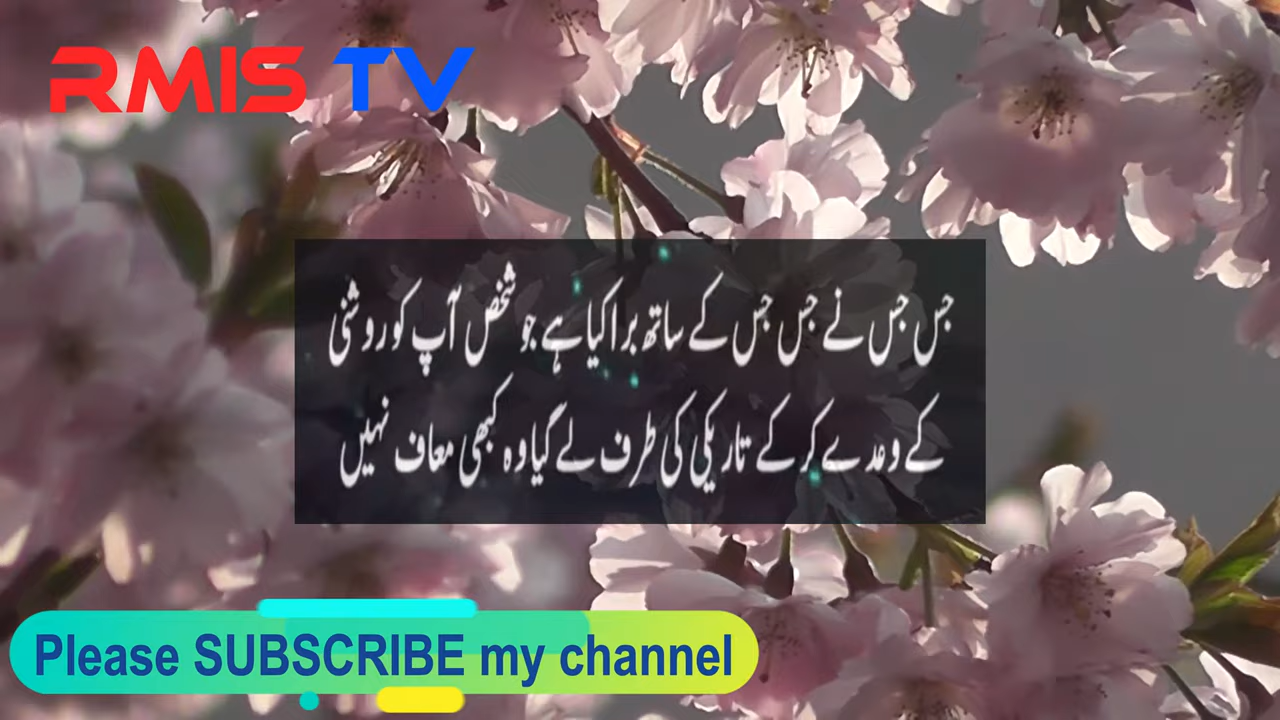 RMIS TV
جس جس نے جس جس کے ساتھ برا کیا ہے جو شخص آپ کو روشنی
کے وعدے کر کے تاریکی کی طرف لے گیا وہ کبھی معاف نہیں
Please SUBSCRIBE my channel